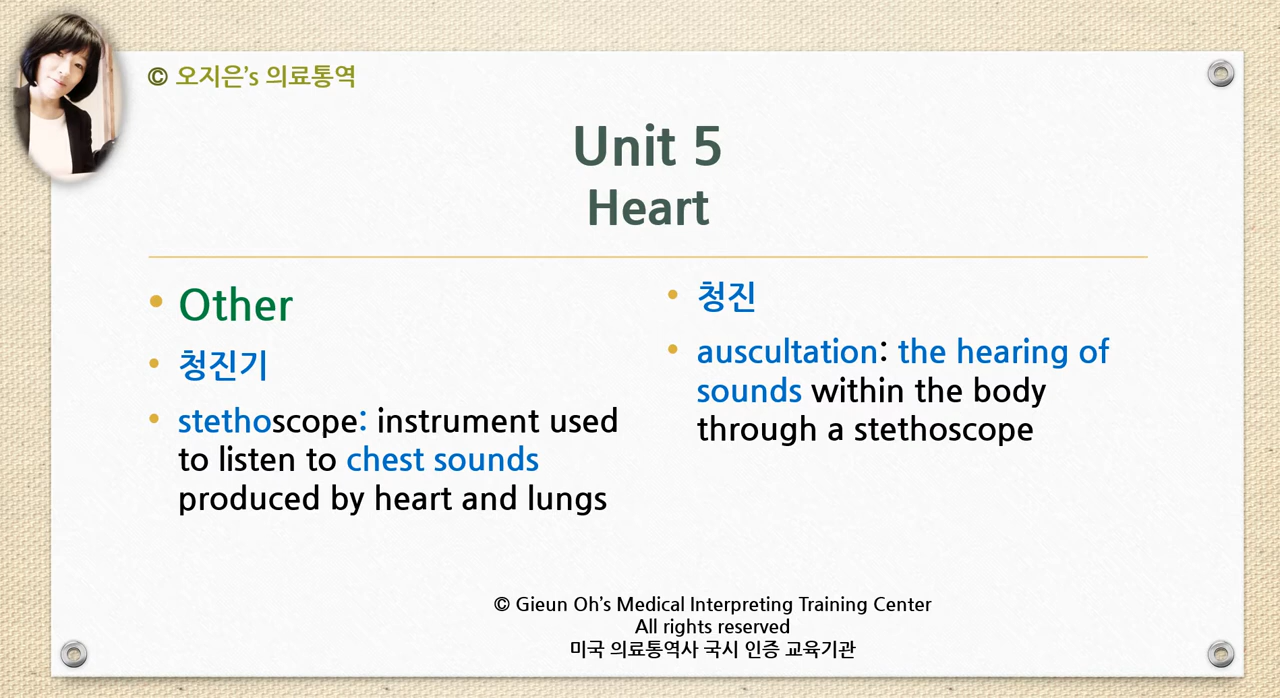 © 오지은’s 의료통역
Unit 5
Heart
• Other
• 청진기
• stethoscope: instrument used
to listen to chest sounds
produced by heart and lungs
• 청진
• auscultation: the hearing of
sounds within the body
through a stethoscope
© Gieun Oh’s Medical Interpreting Training Center
All rights reserved
미국 의료통역사 국시 인증 교육기관